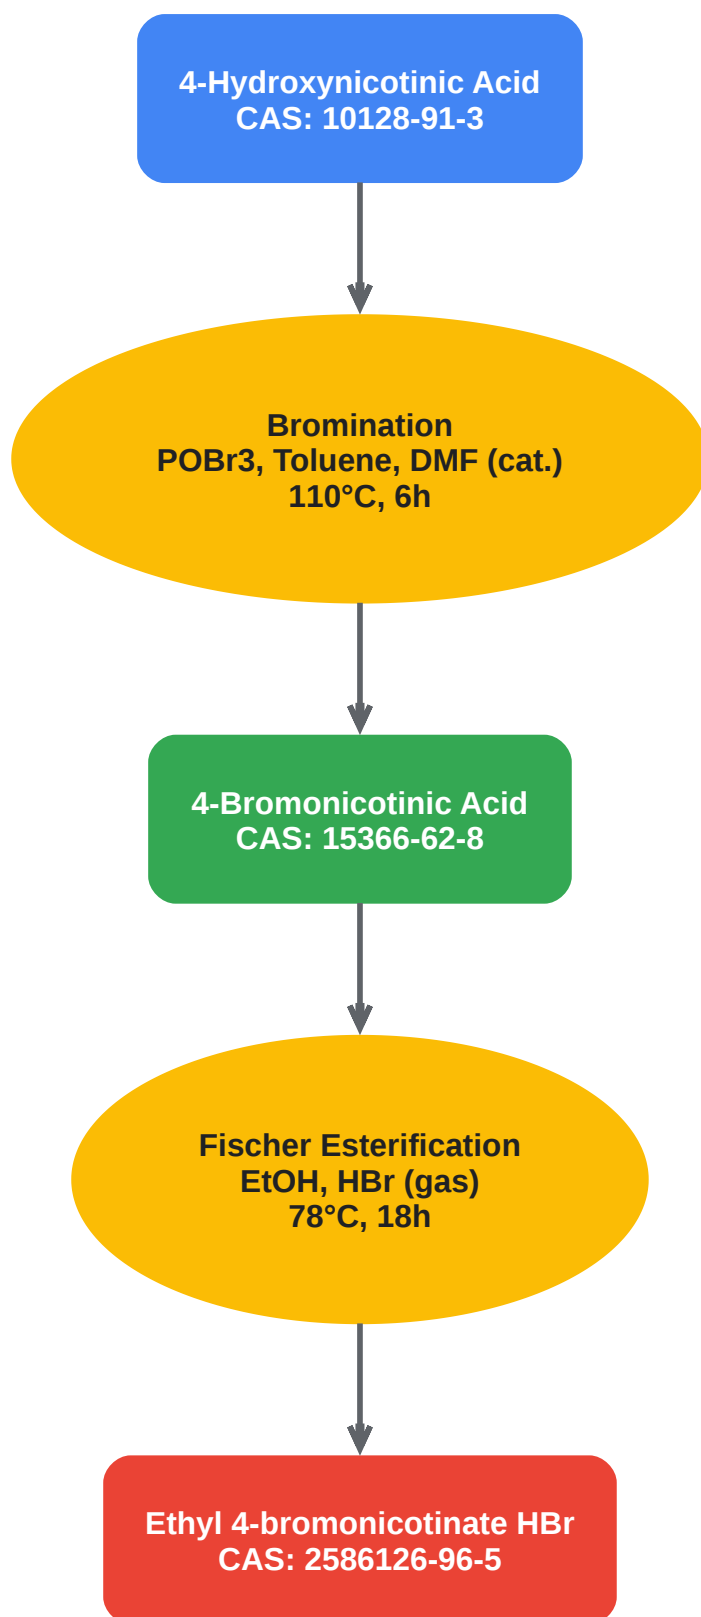 4-Hydroxynicotinic Acid
CAS: 10128-91-3
Bromination
POBr3, Toluene, DMF (cat.)
110°C, 6h
4-Bromonicotinic Acid
CAS: 15366-62-8
Fischer Esterification
EtOH, HBr (gas)
78°C, 18h
Ethyl 4-bromonicotinate HBr
CAS: 2586126-96-5